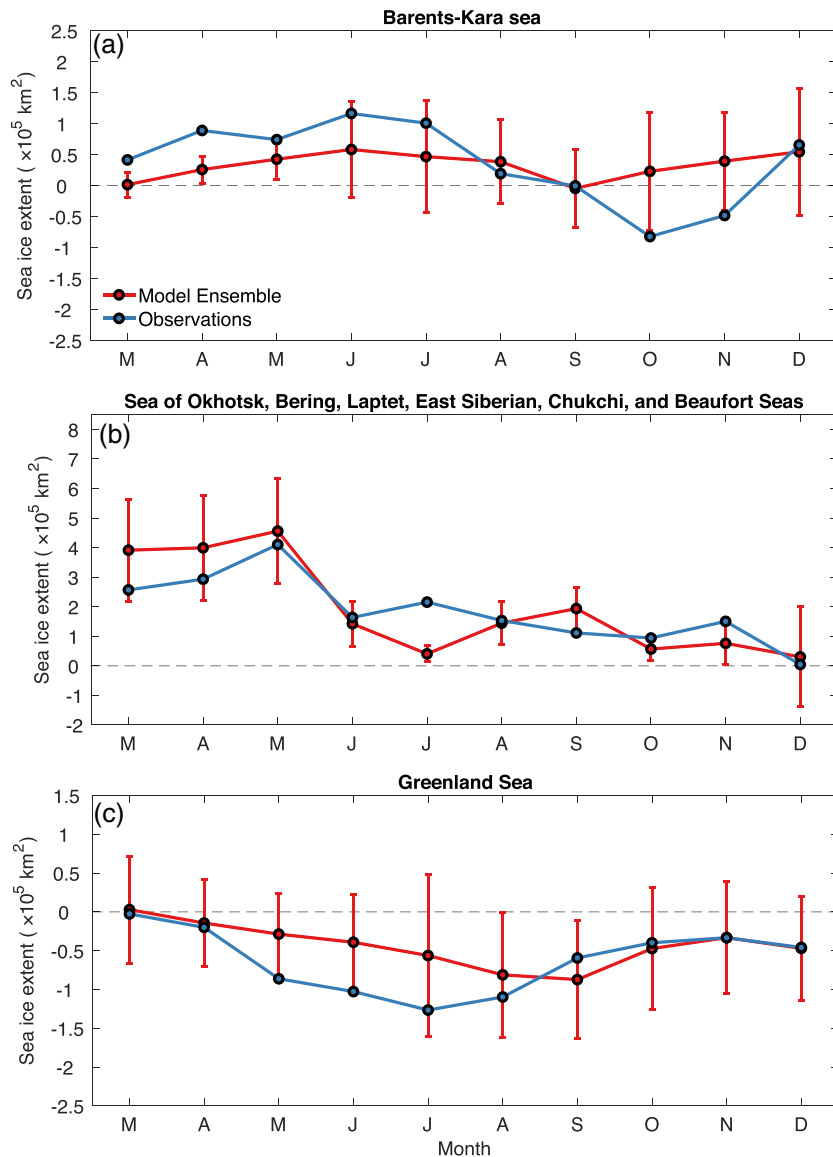 Barents-Kara sea
(a)
2.5
2
1.5
1
0.5
0
-0.5
-1
-1.5
-2
-2.5
Sea ice extent ( ×10⁵ km²)
Model Ensemble
Observations
M A M J J A S O N D
Sea of Okhotsk, Bering, Laptet, East Siberian, Chukchi, and Beaufort Seas
(b)
8
7
6
5
4
3
2
1
0
-1
-2
Sea ice extent ( ×10⁵ km²)
M A M J J A S O N D
Greenland Sea
(c)
1.5
1
0.5
0
-0.5
-1
-1.5
-2
-2.5
Sea ice extent ( ×10⁵ km²)
M A M J J A S O N D
Month